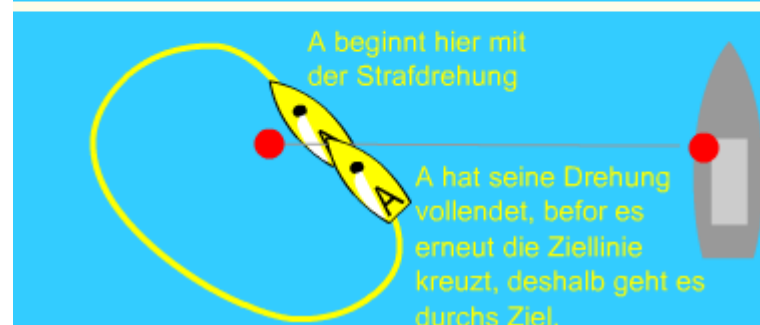 A beginnt hier mit
der Strafdrehung
A
A
A hat seine Drehung
vollendet, befor es
erneut die Ziellinie
kreuzt, deshalb geht es
durchs Ziel.